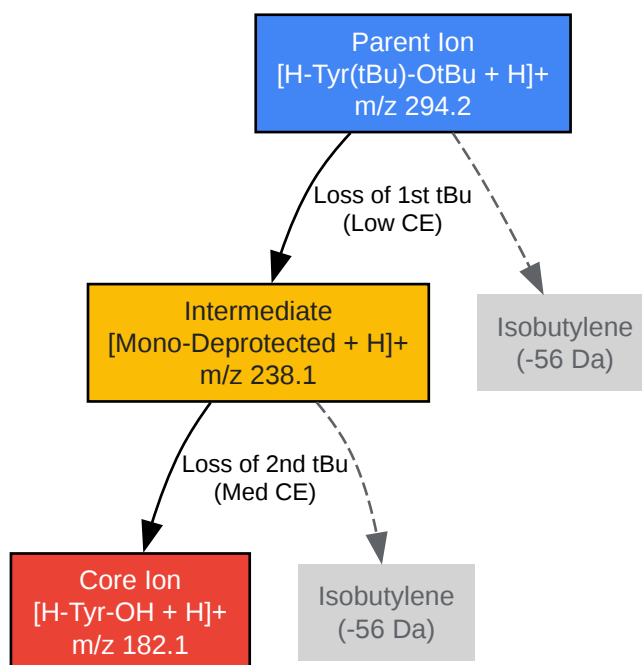 Parent Ion
[H-Tyr(tBu)-OtBu + H]+
m/z 294.2
Loss of 1st tBu
(Low CE)
Intermediate
[Mono-Deprotected + H]+
m/z 238.1
Isobutylene
(-56 Da)
Loss of 2nd tBu
(Med CE)
Core Ion
[H-Tyr-OH + H]+
m/z 182.1
Isobutylene
(-56 Da)